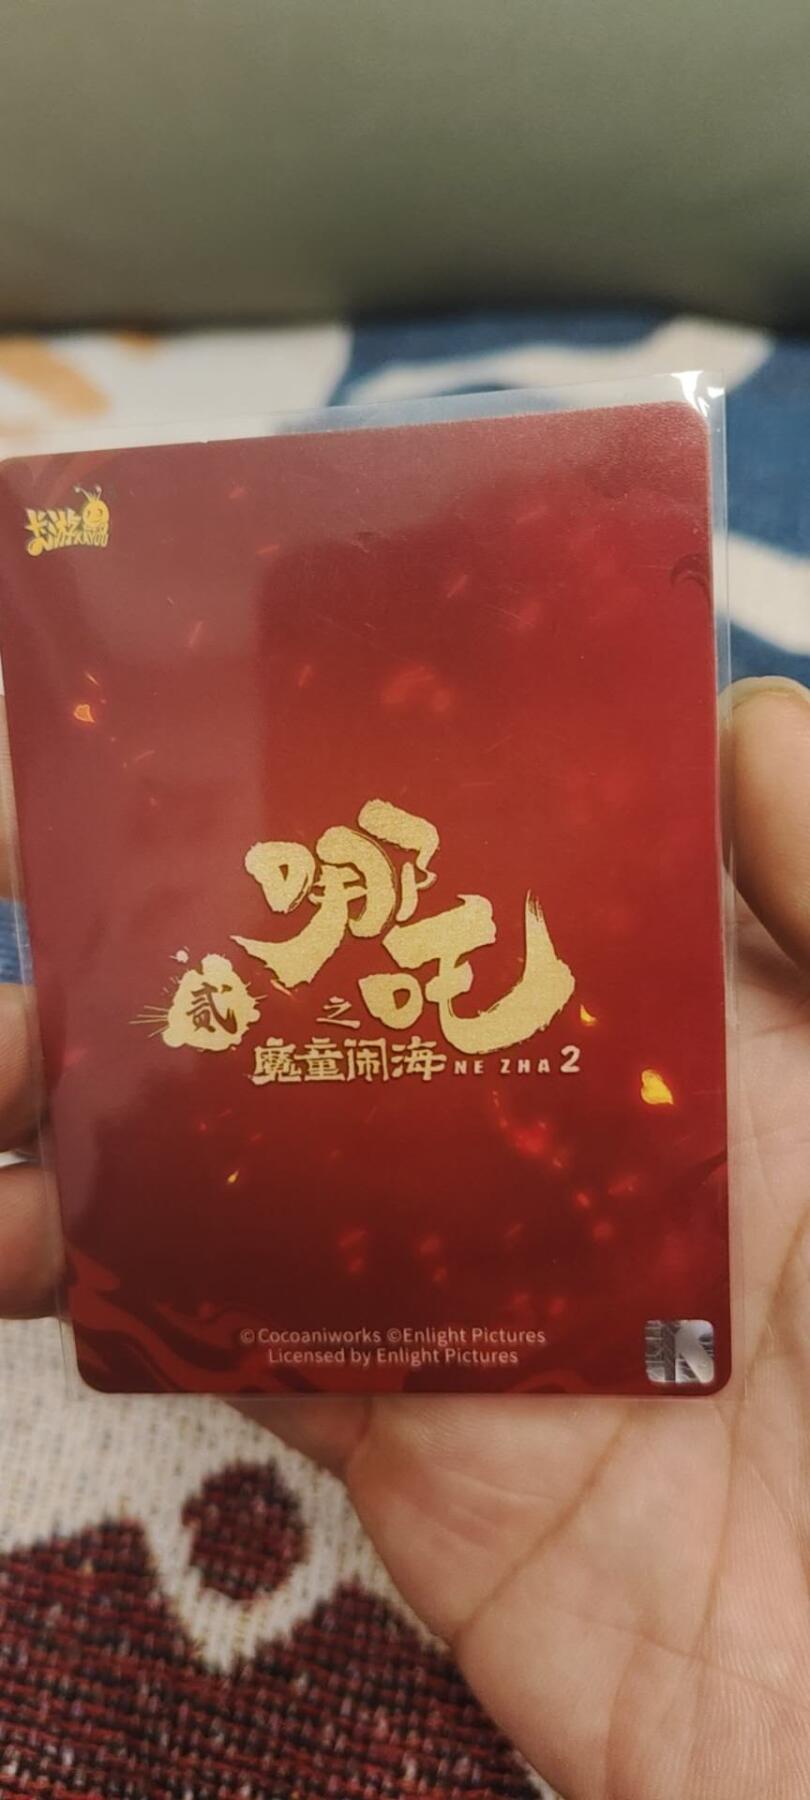 卡游
KAYOU
哪吒
贰
之
魔童闹海 NE ZHA 2
©Cocoaniworks ©Enlight Pictures
Licensed by Enlight Pictures